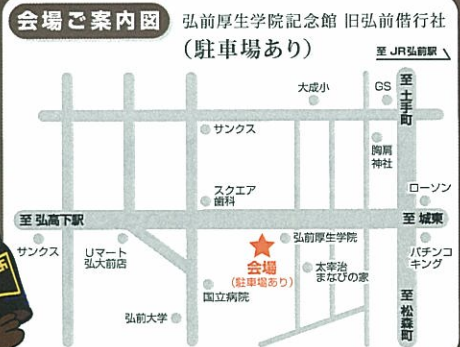 会場ご案内図
弘前厚生学院記念館 旧弘前偕行社
(駐車場あり)
至 JR弘前駅
至土手町
大成小
GS
サンクス
胸肩
神社
スクエア
歯科
ローソン
至 弘高下駅
至 城東
サンクス
Uマート
弘大前店
会場
(駐車場あり)
弘前厚生学院
太宰治
まなびの家
パチンコ
キング
国立病院
弘前大学
至松森町